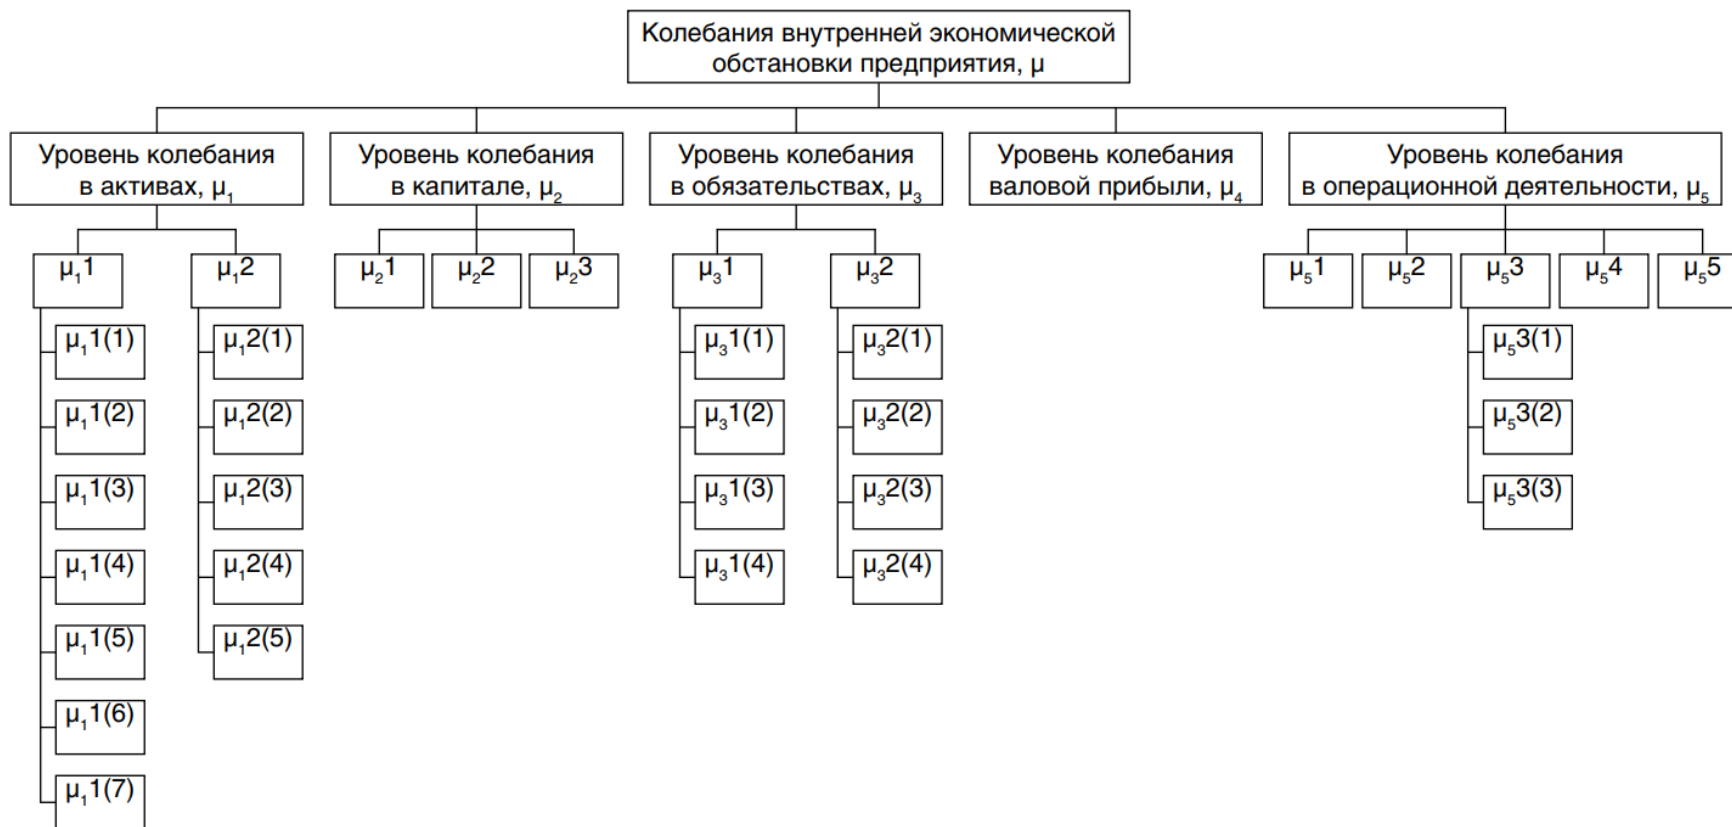 Колебания внутренней экономической
обстановки предприятия, μ
Уровень колебания
в активах, μ₁
Уровень колебания
в капитале, μ₂
Уровень колебания
в обязательствах, μ₃
Уровень колебания
валовой прибыли, μ₄
Уровень колебания
в операционной деятельности, μ₅
μ₁1
μ₁2
μ₂1
μ₂2
μ₂3
μ₃1
μ₃2
μ₅1
μ₅2
μ₅3
μ₅4
μ₅5
μ₁1(1)
μ₁2(1)
μ₃1(1)
μ₃2(1)
μ₅3(1)
μ₁1(2)
μ₁2(2)
μ₃1(2)
μ₃2(2)
μ₅3(2)
μ₁1(3)
μ₁2(3)
μ₃1(3)
μ₃2(3)
μ₅3(3)
μ₁1(4)
μ₁2(4)
μ₃1(4)
μ₃2(4)
μ₁1(5)
μ₁2(5)
μ₁1(6)
μ₁1(7)